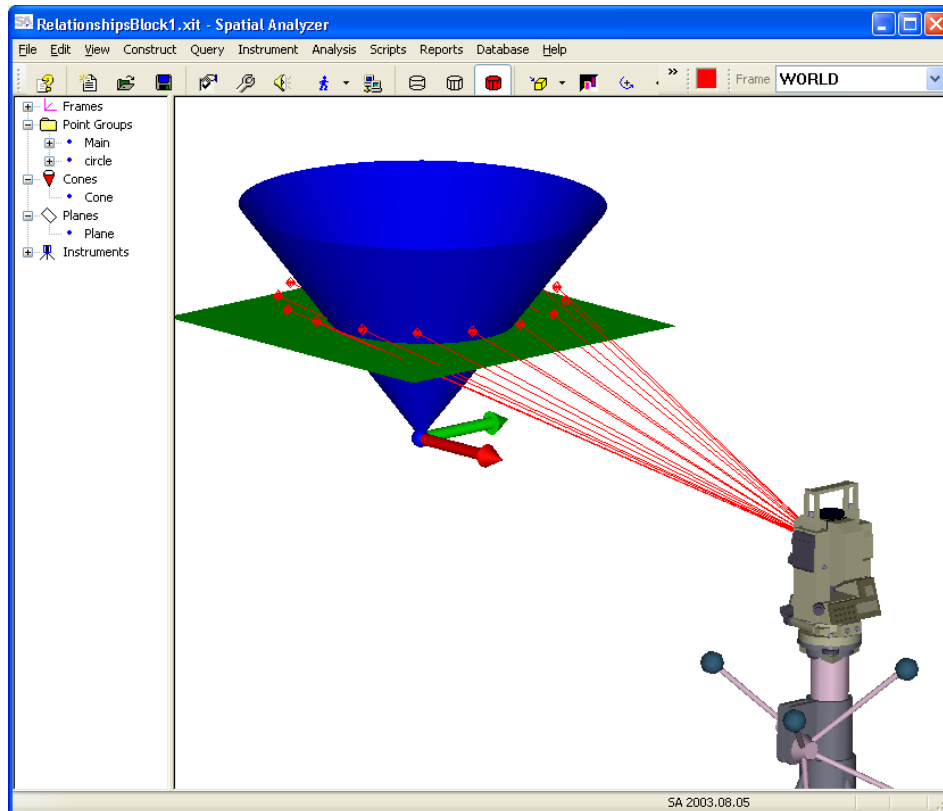 SA RelationshipsBlock1.xit - Spatial Analyzer
File Edit View Construct Query Instrument Analysis Scripts Reports Database Help
» Frame WORLD
Frames
Point Groups
Main
circle
Cones
Cone
Planes
Plane
Instruments
SA 2003.08.05